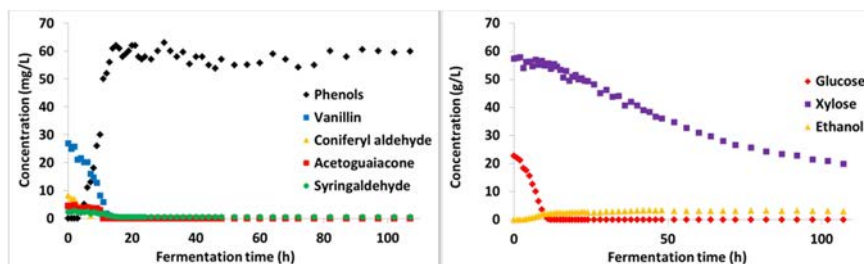 70
60
50
40
30
20
10
0
Concentration (mg/L)
Phenols
Vanillin
Coniferyl aldehyde
Acetoguaiacone
Syringaldehyde
0 20 40 60 80 100
Fermentation time (h)
70
60
50
40
30
20
10
0
Concentration (g/L)
Glucose
Xylose
Ethanol
0 50 100
Fermentation time (h)